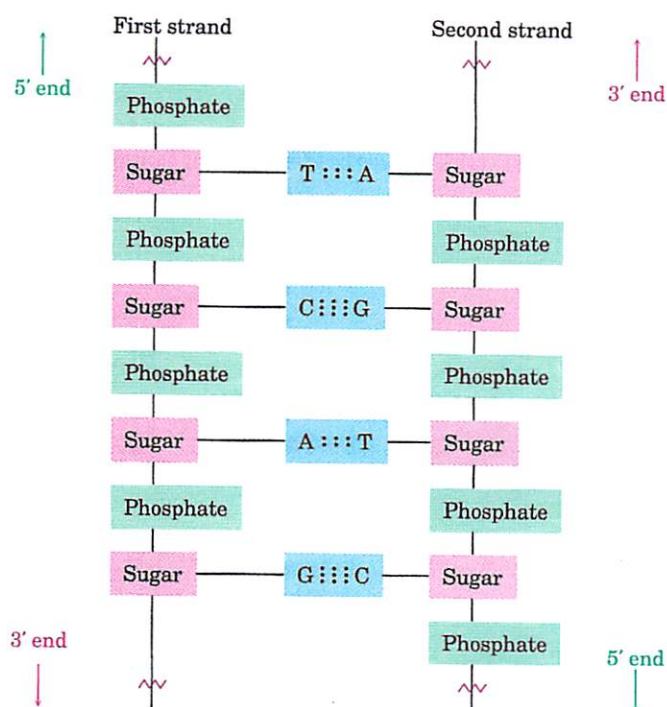 First strand Second strand
5′ end 3′ end
Phosphate
Sugar T : : : A Sugar
Phosphate Phosphate
Sugar C ⫶ ⫶ ⫶ G Sugar
Phosphate Phosphate
Sugar A : : : T Sugar
Phosphate Phosphate
Sugar G ⫶ ⫶ ⫶ C Sugar
Phosphate
3′ end 5′ end